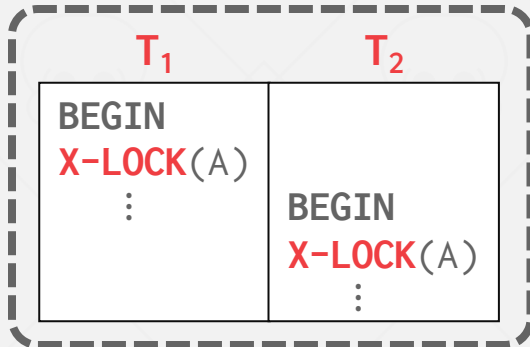 T₁ T₂
BEGIN
X-LOCK(A)
⋮
BEGIN
X-LOCK(A)
⋮